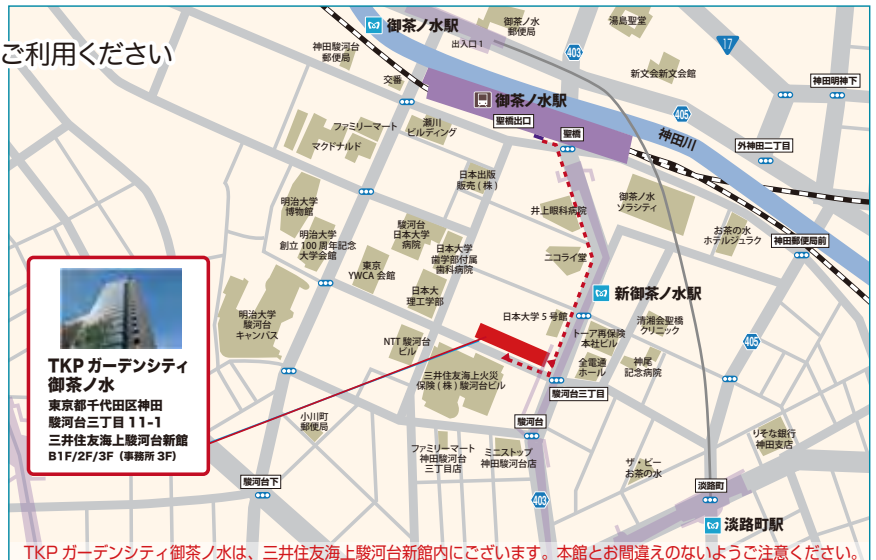 ご利用ください
御茶ノ水駅
出入口1
御茶ノ水
郵便局
湯島聖堂
403
17
神田駿河台
郵便局
新文会新文会館
神田明神下
交番
御茶ノ水駅
聖橋出口
聖橋
405
神田川
外神田二丁目
ファミリーマート
マクドナルド
瀬川
ビルディング
日本出版
販売(株)
井上眼科病院
御茶ノ水
ソラシティ
お茶の水
ホテルジュラク
神田郵便局前
明治大学
博物館
明治大学
創立100周年記念
大学会館
駿河台
日本大学
病院
日本大学
歯学部付属
歯科病院
東京
YWCA会館
ニコライ堂
日本大
理工学部
新御茶ノ水駅
明治大学
駿河台
キャンパス
日本大学5号館
トーア再保険
本社ビル
清湘会聖橋
クリニック
405
NTT駿河台
ビル
全電通
ホール
神尾
記念病院
三井住友海上火災
保険(株)駿河台ビル
駿河台三丁目
TKPガーデンシティ
御茶ノ水
東京都千代田区神田
駿河台三丁目11-1
三井住友海上駿河台新館
B1F/2F/3F(事務所3F)
小川町
郵便局
駿河台
ファミリーマート
神田駿河台
三丁目店
ミニストップ
神田駿河台店
りそな銀行
神田支店
ザ・ビー
お茶の水
駿河台下
淡路町
403
淡路町駅
TKPガーデンシティ御茶ノ水は、三井住友海上駿河台新館内にございます。本館とお間違えのないようご注意ください。